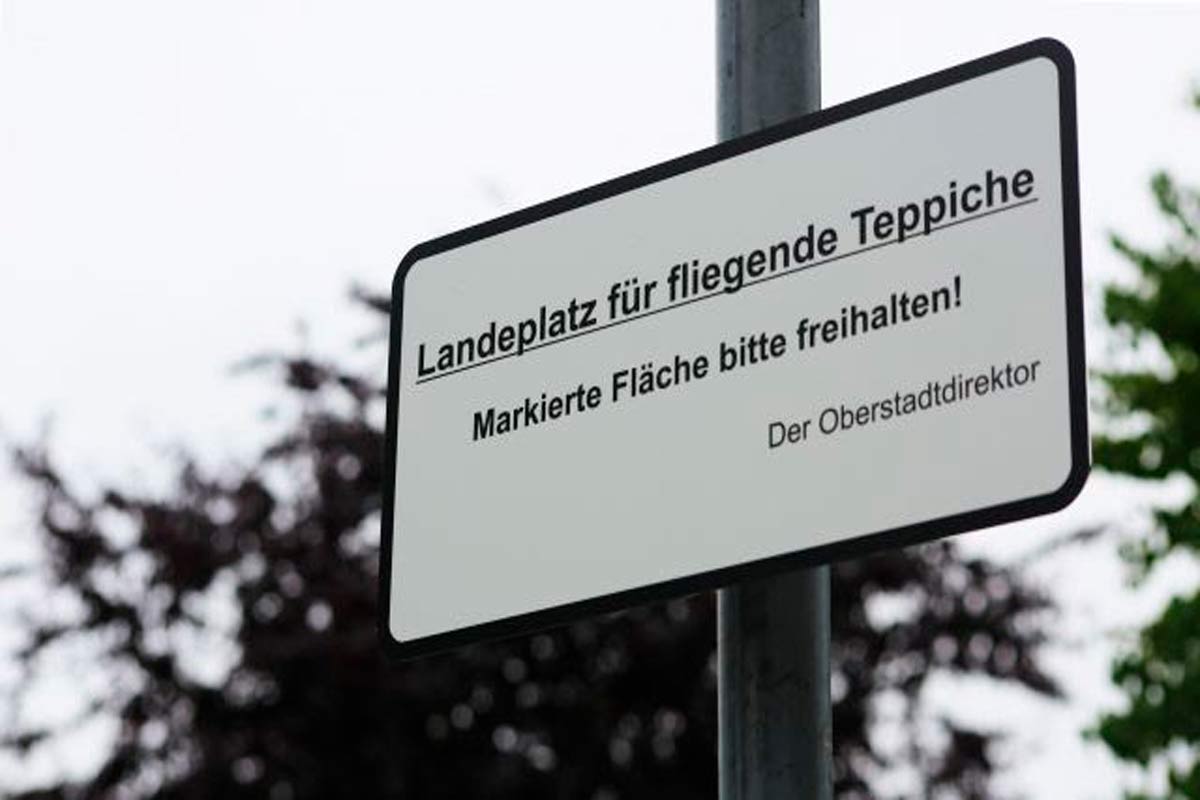 Landeplatz für fliegende Teppiche
Markierte Fläche bitte freihalten!
Der Oberstadtdirektor